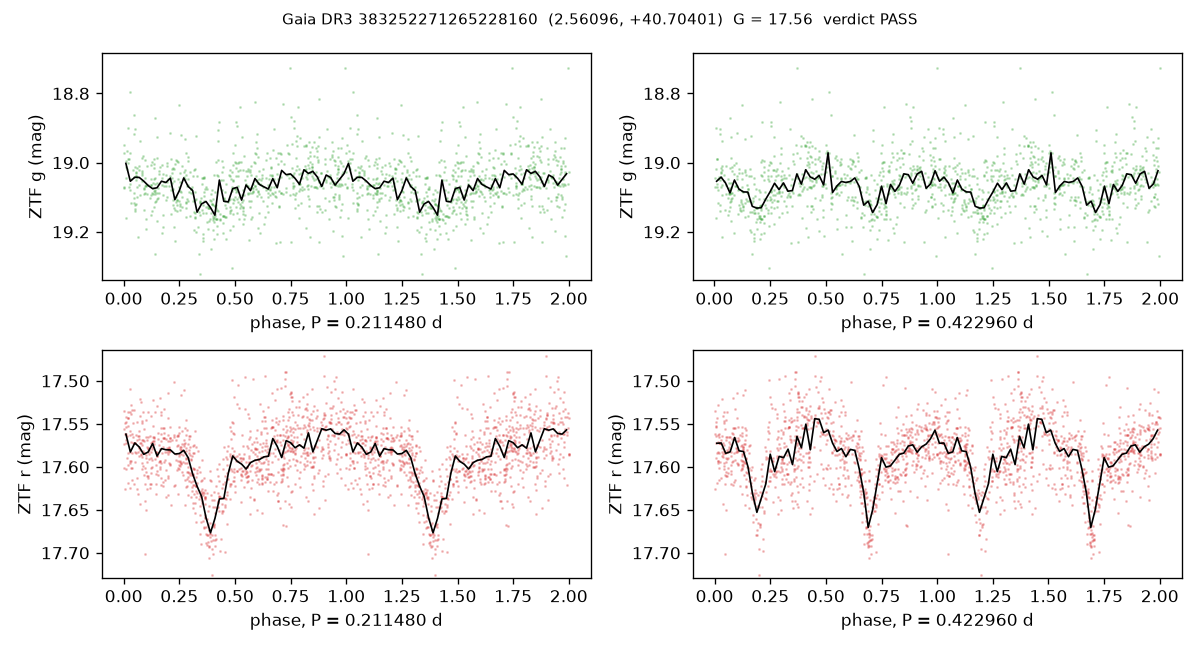 Gaia DR3 383252271265228160  (2.56096, +40.70401)  G = 17.56  verdict PASS
ZTF g (mag)
18.8
19.0
19.2
0.00 0.25 0.50 0.75 1.00 1.25 1.50 1.75 2.00
phase, P = 0.211480 d
ZTF g (mag)
18.8
19.0
19.2
0.00 0.25 0.50 0.75 1.00 1.25 1.50 1.75 2.00
phase, P = 0.422960 d
ZTF r (mag)
17.50
17.55
17.60
17.65
17.70
0.00 0.25 0.50 0.75 1.00 1.25 1.50 1.75 2.00
phase, P = 0.211480 d
ZTF r (mag)
17.50
17.55
17.60
17.65
17.70
0.00 0.25 0.50 0.75 1.00 1.25 1.50 1.75 2.00
phase, P = 0.422960 d